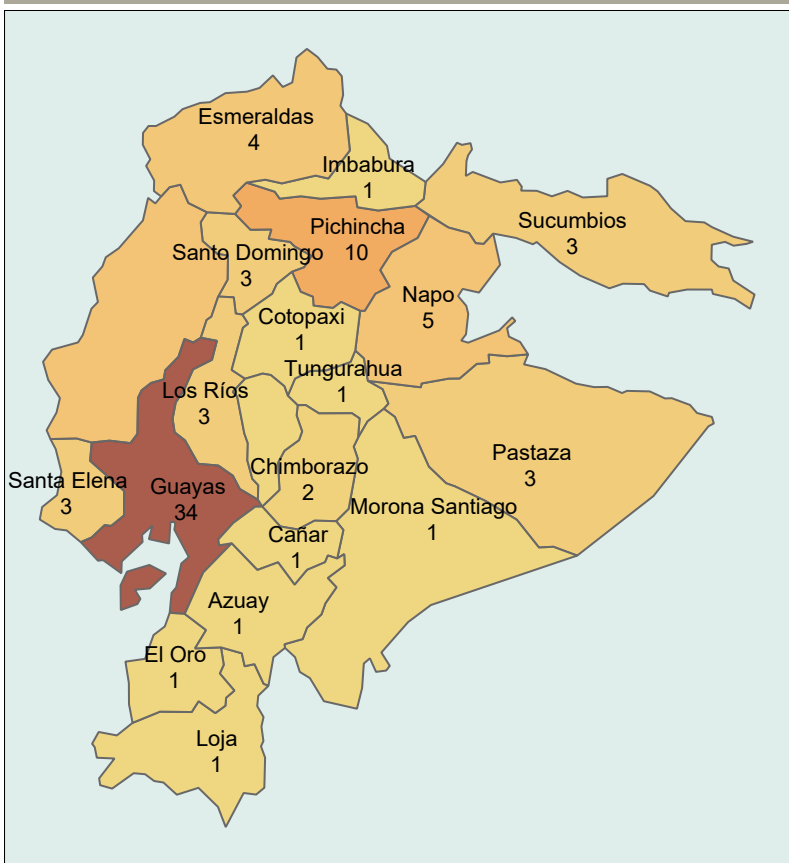 Esmeraldas
4
Imbabura
1
Pichincha
10
Sucumbios
3
Santo Domingo
3
Napo
5
Cotopaxi
1
Tungurahua
1
Los Ríos
3
Pastaza
3
Chimborazo
2
Santa Elena
3
Guayas
34
Morona Santiago
1
Cañar
1
Azuay
1
El Oro
1
Loja
1